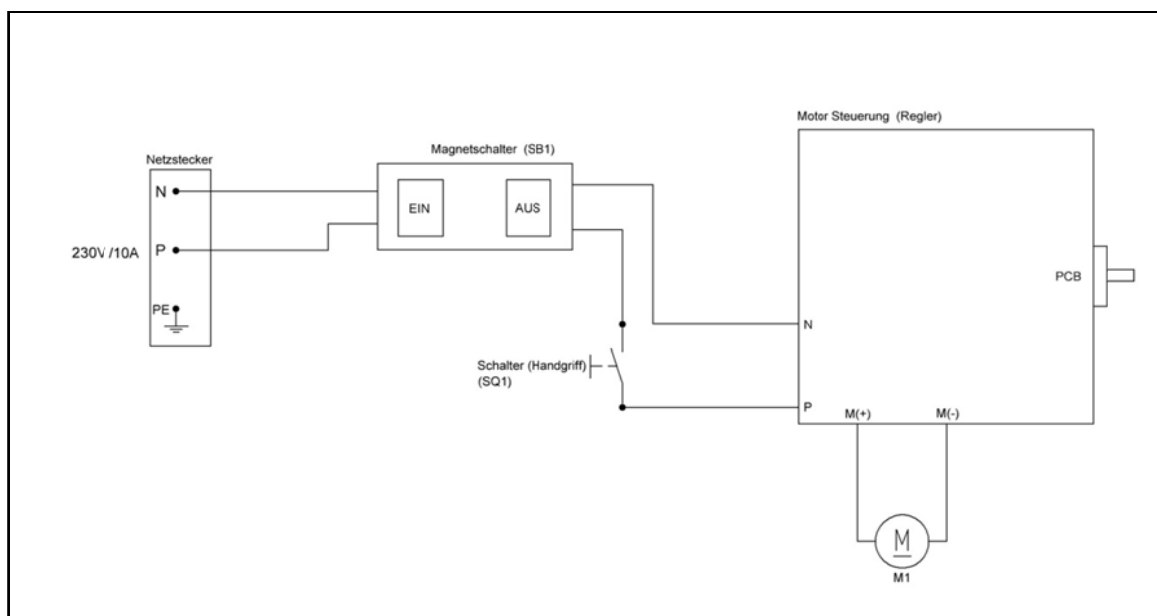 Motor Steuerung (Regler)
Magnetschalter (SB1)
Netzstecker
N
EIN
AUS
230V /10A
P
PCB
PE
N
Schalter (Handgriff)
(SQ1)
P
M(+)
M(-)
M
M1